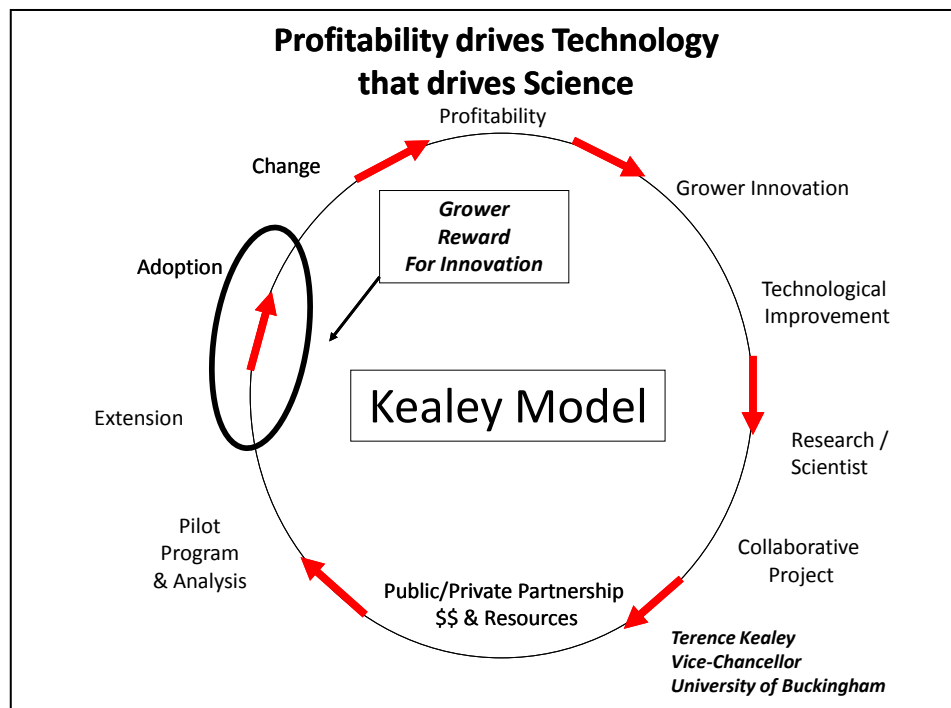 Profitability drives Technology
that drives Science
Profitability
Change
Grower Innovation
Grower
Reward
For Innovation
Adoption
Technological
Improvement
Kealey Model
Extension
Research /
Scientist
Pilot
Program
& Analysis
Collaborative
Project
Public/Private Partnership
$$ & Resources
Terence Kealey
Vice-Chancellor
University of Buckingham